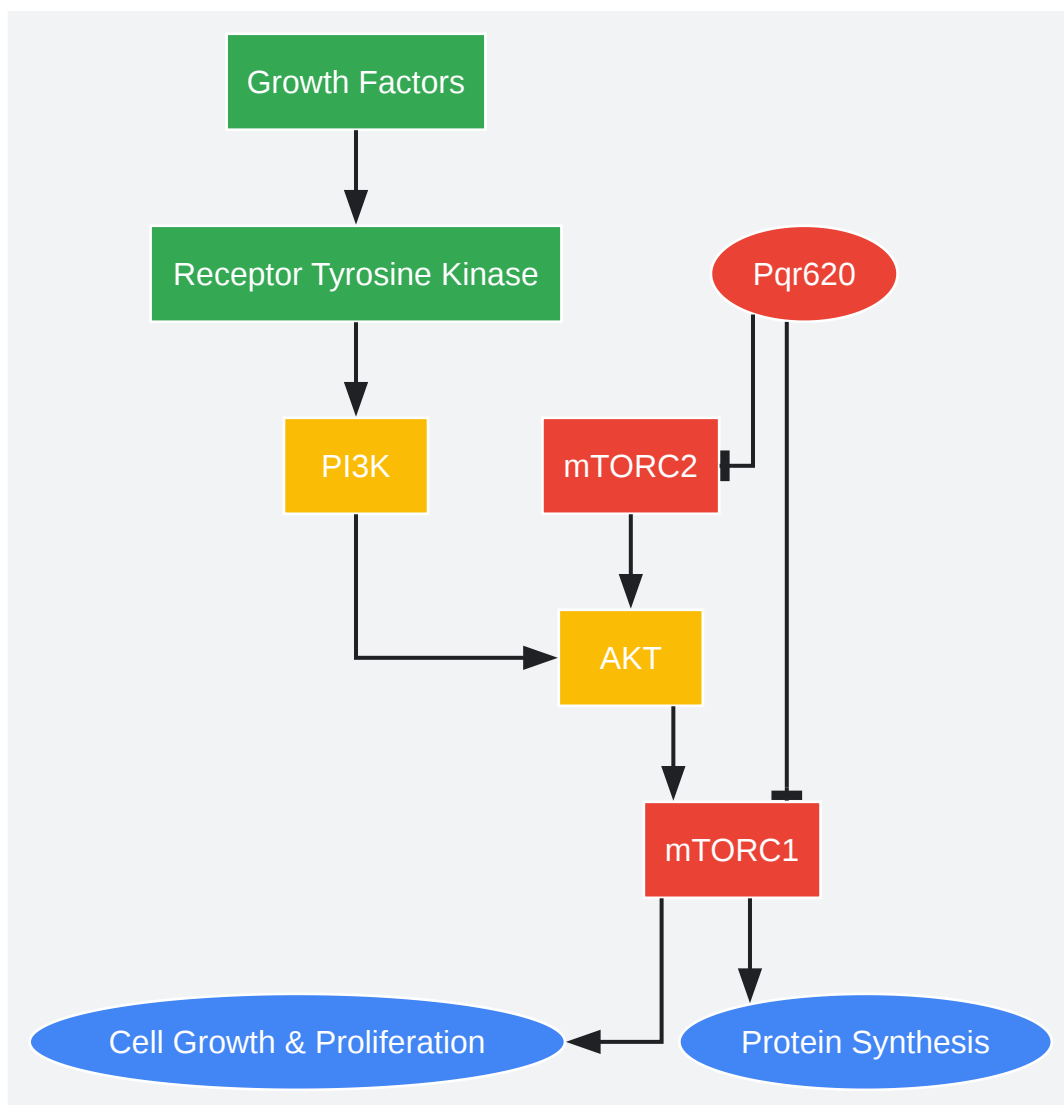 Growth Factors
Receptor Tyrosine Kinase
Pqr620
PI3K
mTORC2
AKT
mTORC1
Cell Growth & Proliferation
Protein Synthesis